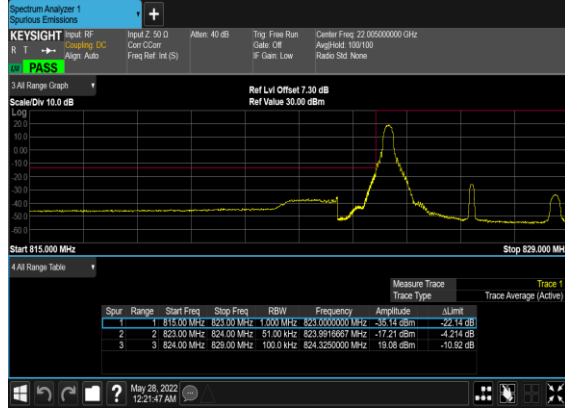 Spectrum Analyzer 1
Spurious Emissions
+
KEYSIGHT Input: RF Input Z: 50 Ω Atten: 40 dB Trig: Free Run Center Freq: 22.005000000 GHz
R T Coupling: DC Corr CCorr Gate: Off Avg|Hold: 100/100
Align: Auto Freq Ref: Int (S) IF Gain: Low Radio Std: None
PASS
3 All Range Graph
Ref Lvl Offset 7.30 dB
Scale/Div 10.0 dB Ref Value 30.00 dBm
Log
20.0
10.0
0.00
-10.0
-20.0
-30.0
-40.0
-50.0
-60.0
Start 815.000 MHz Stop 829.000 MH
4 All Range Table
Measure Trace Trace 1
Trace Type Trace Average (Active)
Spur Range Start Freq Stop Freq RBW Frequency Amplitude ΔLimit
1 1 815.00 MHz 823.00 MHz 1.000 MHz 823.0000000 MHz -35.14 dBm -22.14 dB
2 2 823.00 MHz 824.00 MHz 51.00 kHz 823.9916667 MHz -17.21 dBm -4.214 dB
3 3 824.00 MHz 829.00 MHz 100.0 kHz 824.3250000 MHz 19.08 dBm -10.92 dB
? May 28, 2022
12:21:47 AM